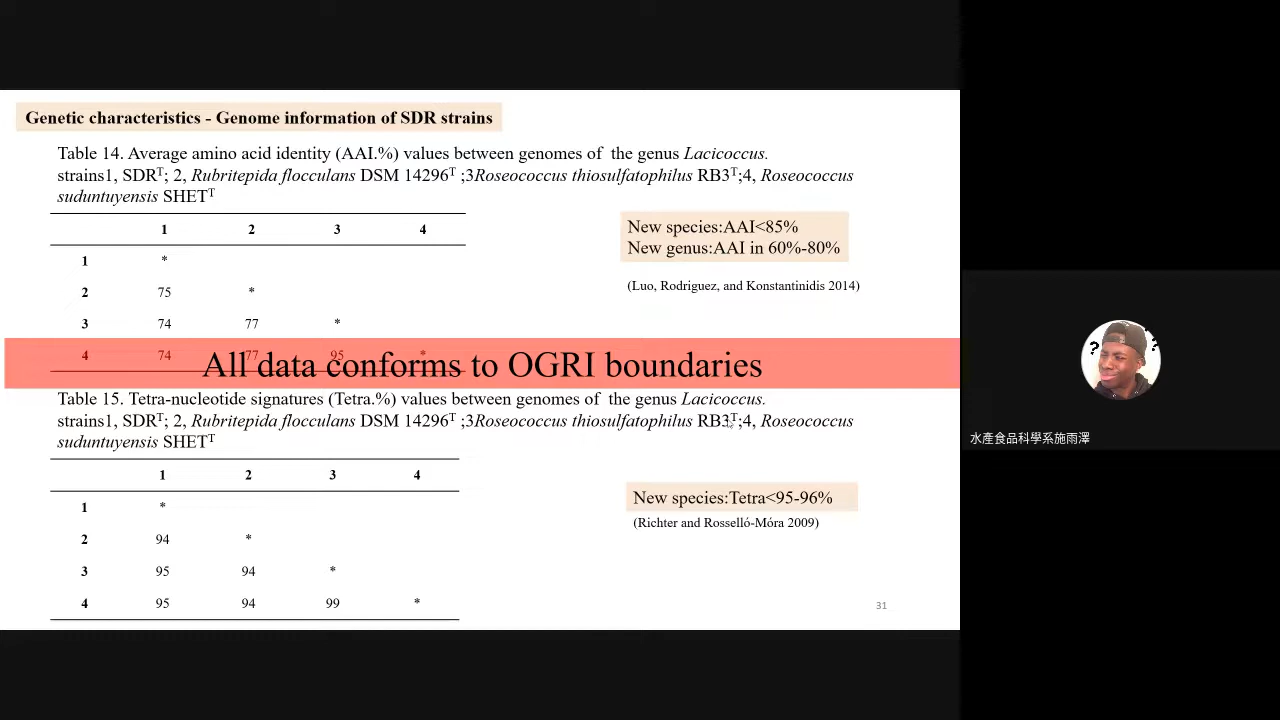 Genetic characteristics - Genome information of SDR strains
Table 14. Average amino acid identity (AAI.%) values between genomes of the genus Lacicoccus.
strains1, SDRᵀ; 2, Rubritepida flocculans DSM 14296ᵀ ;3Roseococcus thiosulfatophilus RB3ᵀ;4, Roseococcus
suduntuyensis SHETᵀ
1 2 3 4
1 *
2 75 *
3 74 77 *
4 74 77 95 *
New species:AAI<85%
New genus:AAI in 60%-80%
(Luo, Rodriguez, and Konstantinidis 2014)
All data conforms to OGRI boundaries
Table 15. Tetra-nucleotide signatures (Tetra.%) values between genomes of the genus Lacicoccus.
strains1, SDRᵀ; 2, Rubritepida flocculans DSM 14296ᵀ ;3Roseococcus thiosulfatophilus RB3ᵀ;4, Roseococcus
suduntuyensis SHETᵀ
1 2 3 4
1 *
2 94 *
3 95 94 *
4 95 94 99 *
New species:Tetra<95-96%
(Richter and Rosselló-Móra 2009)
31
? ?
水產食品科學系施雨澤